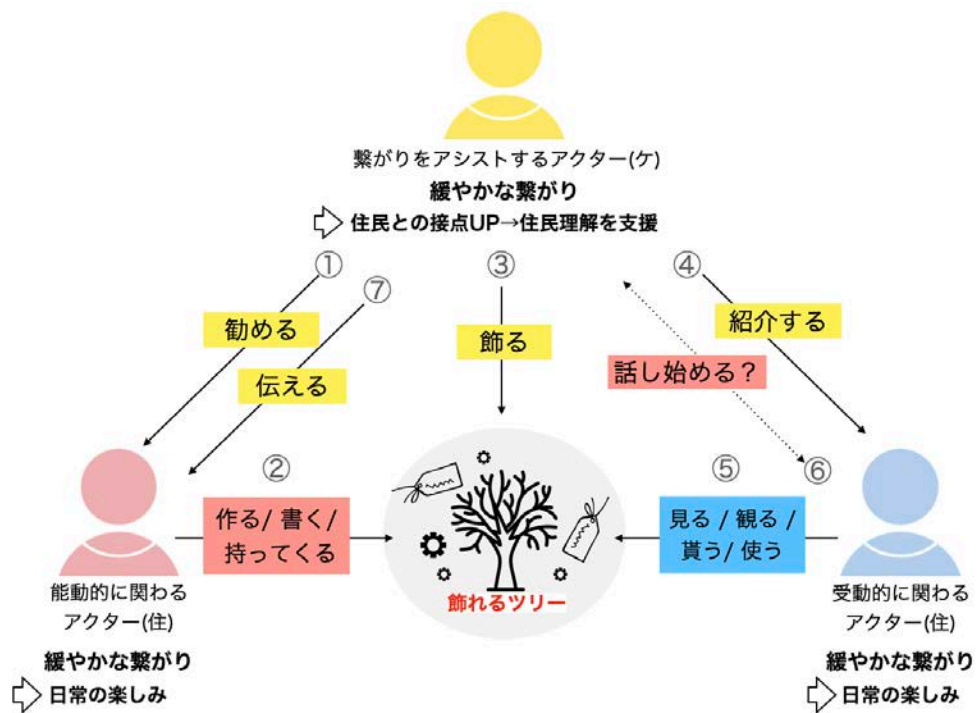 繋がりをアシストするアクター(ケ)
緩やかな繋がり
住民との接点UP→住民理解を支援
①
⑦
③
④
勧める
伝える
飾る
紹介する
話し始める？
②
作る/ 書く/
持ってくる
⑤
⑥
見る / 観る /
貰う/ 使う
飾れるツリー
能動的に関わる
アクター(住)
緩やかな繋がり
日常の楽しみ
受動的に関わる
アクター(住)
緩やかな繋がり
日常の楽しみ